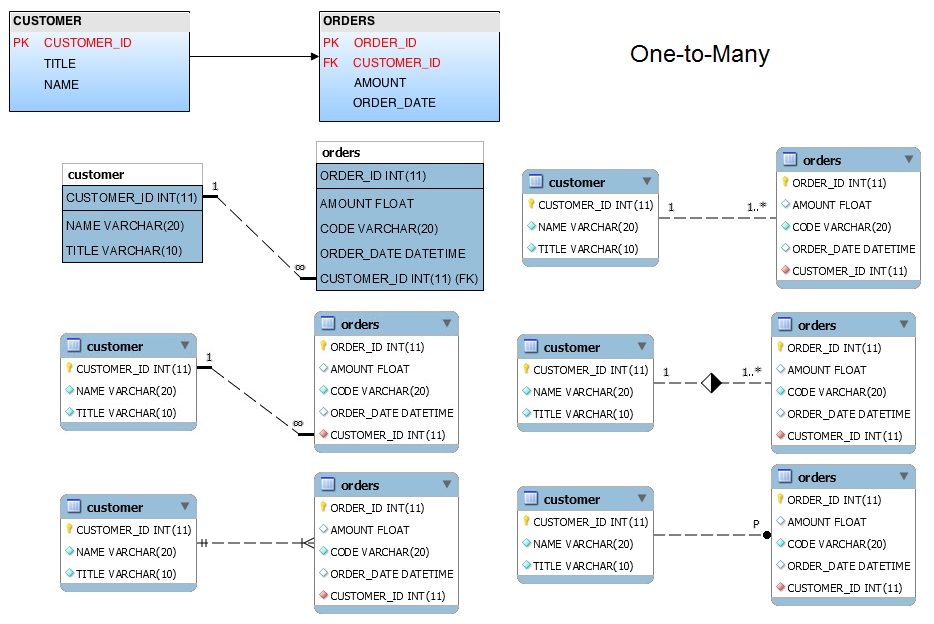 CUSTOMER
PK CUSTOMER_ID
TITLE
NAME
ORDERS
PK ORDER_ID
FK CUSTOMER_ID
AMOUNT
ORDER_DATE
One-to-Many
customer
CUSTOMER_ID INT(11)
NAME VARCHAR(20)
TITLE VARCHAR(10)
1
∞
orders
ORDER_ID INT(11)
AMOUNT FLOAT
CODE VARCHAR(20)
ORDER_DATE DATETIME
CUSTOMER_ID INT(11) (FK)
customer
CUSTOMER_ID INT(11)
NAME VARCHAR(20)
TITLE VARCHAR(10)
1
1..*
orders
ORDER_ID INT(11)
AMOUNT FLOAT
CODE VARCHAR(20)
ORDER_DATE DATETIME
CUSTOMER_ID INT(11)
customer
CUSTOMER_ID INT(11)
NAME VARCHAR(20)
TITLE VARCHAR(10)
1
∞
orders
ORDER_ID INT(11)
AMOUNT FLOAT
CODE VARCHAR(20)
ORDER_DATE DATETIME
CUSTOMER_ID INT(11)
customer
CUSTOMER_ID INT(11)
NAME VARCHAR(20)
TITLE VARCHAR(10)
1
1..*
orders
ORDER_ID INT(11)
AMOUNT FLOAT
CODE VARCHAR(20)
ORDER_DATE DATETIME
CUSTOMER_ID INT(11)
customer
CUSTOMER_ID INT(11)
NAME VARCHAR(20)
TITLE VARCHAR(10)
orders
ORDER_ID INT(11)
AMOUNT FLOAT
CODE VARCHAR(20)
ORDER_DATE DATETIME
CUSTOMER_ID INT(11)
customer
CUSTOMER_ID INT(11)
NAME VARCHAR(20)
TITLE VARCHAR(10)
P
orders
ORDER_ID INT(11)
AMOUNT FLOAT
CODE VARCHAR(20)
ORDER_DATE DATETIME
CUSTOMER_ID INT(11)